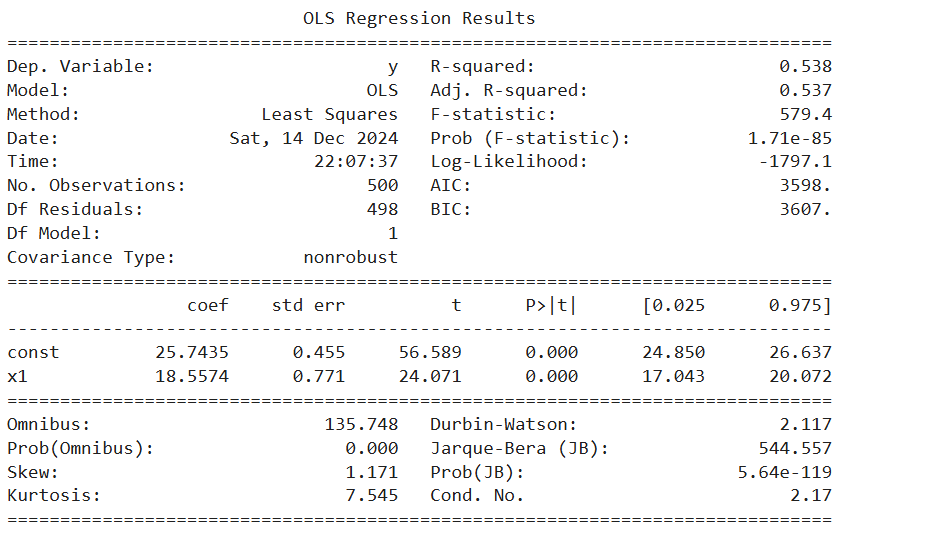 OLS Regression Results
==============================================================================
Dep. Variable:                      y   R-squared:                       0.538
Model:                            OLS   Adj. R-squared:                  0.537
Method:                 Least Squares   F-statistic:                     579.4
Date:                Sat, 14 Dec 2024   Prob (F-statistic):           1.71e-85
Time:                        22:07:37   Log-Likelihood:                -1797.1
No. Observations:                 500   AIC:                             3598.
Df Residuals:                     498   BIC:                             3607.
Df Model:                           1
Covariance Type:            nonrobust
==============================================================================
                 coef    std err          t      P>|t|      [0.025      0.975]
------------------------------------------------------------------------------
const         25.7435      0.455     56.589      0.000      24.850      26.637
x1            18.5574      0.771     24.071      0.000      17.043      20.072
==============================================================================
Omnibus:                      135.748   Durbin-Watson:                   2.117
Prob(Omnibus):                  0.000   Jarque-Bera (JB):              544.557
Skew:                           1.171   Prob(JB):                    5.64e-119
Kurtosis:                       7.545   Cond. No.                         2.17
==============================================================================